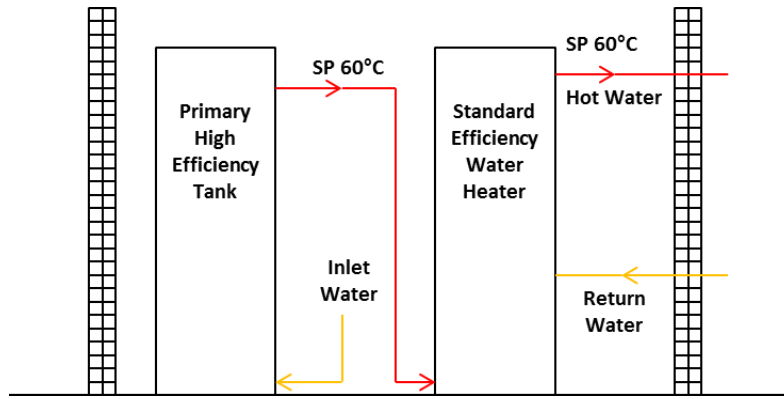 SP 60°C
SP 60°C
Hot Water
Primary
High
Efficiency
Tank
Standard
Efficiency
Water
Heater
Inlet
Water
Return
Water